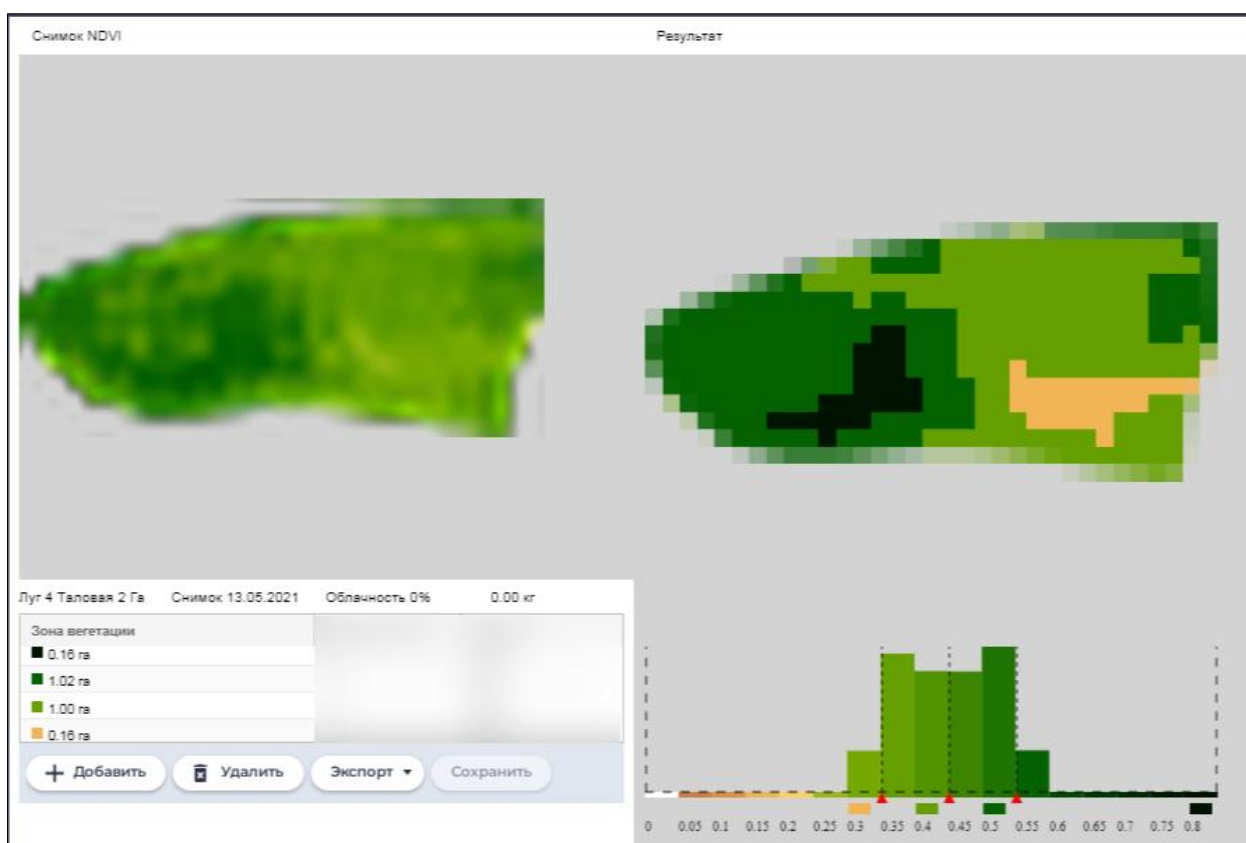 Снимок NDVI
Результат
Луг 4 Таловая 2 Га Снимок 13.05.2021 Облачность 0% 0.00 кг
Зона вегетации
0.16 га
1.02 га
1.00 га
0.16 га
Добавить Удалить Экспорт Сохранить
0 0.05 0.1 0.15 0.2 0.25 0.3 0.35 0.4 0.45 0.5 0.55 0.6 0.65 0.7 0.75 0.8